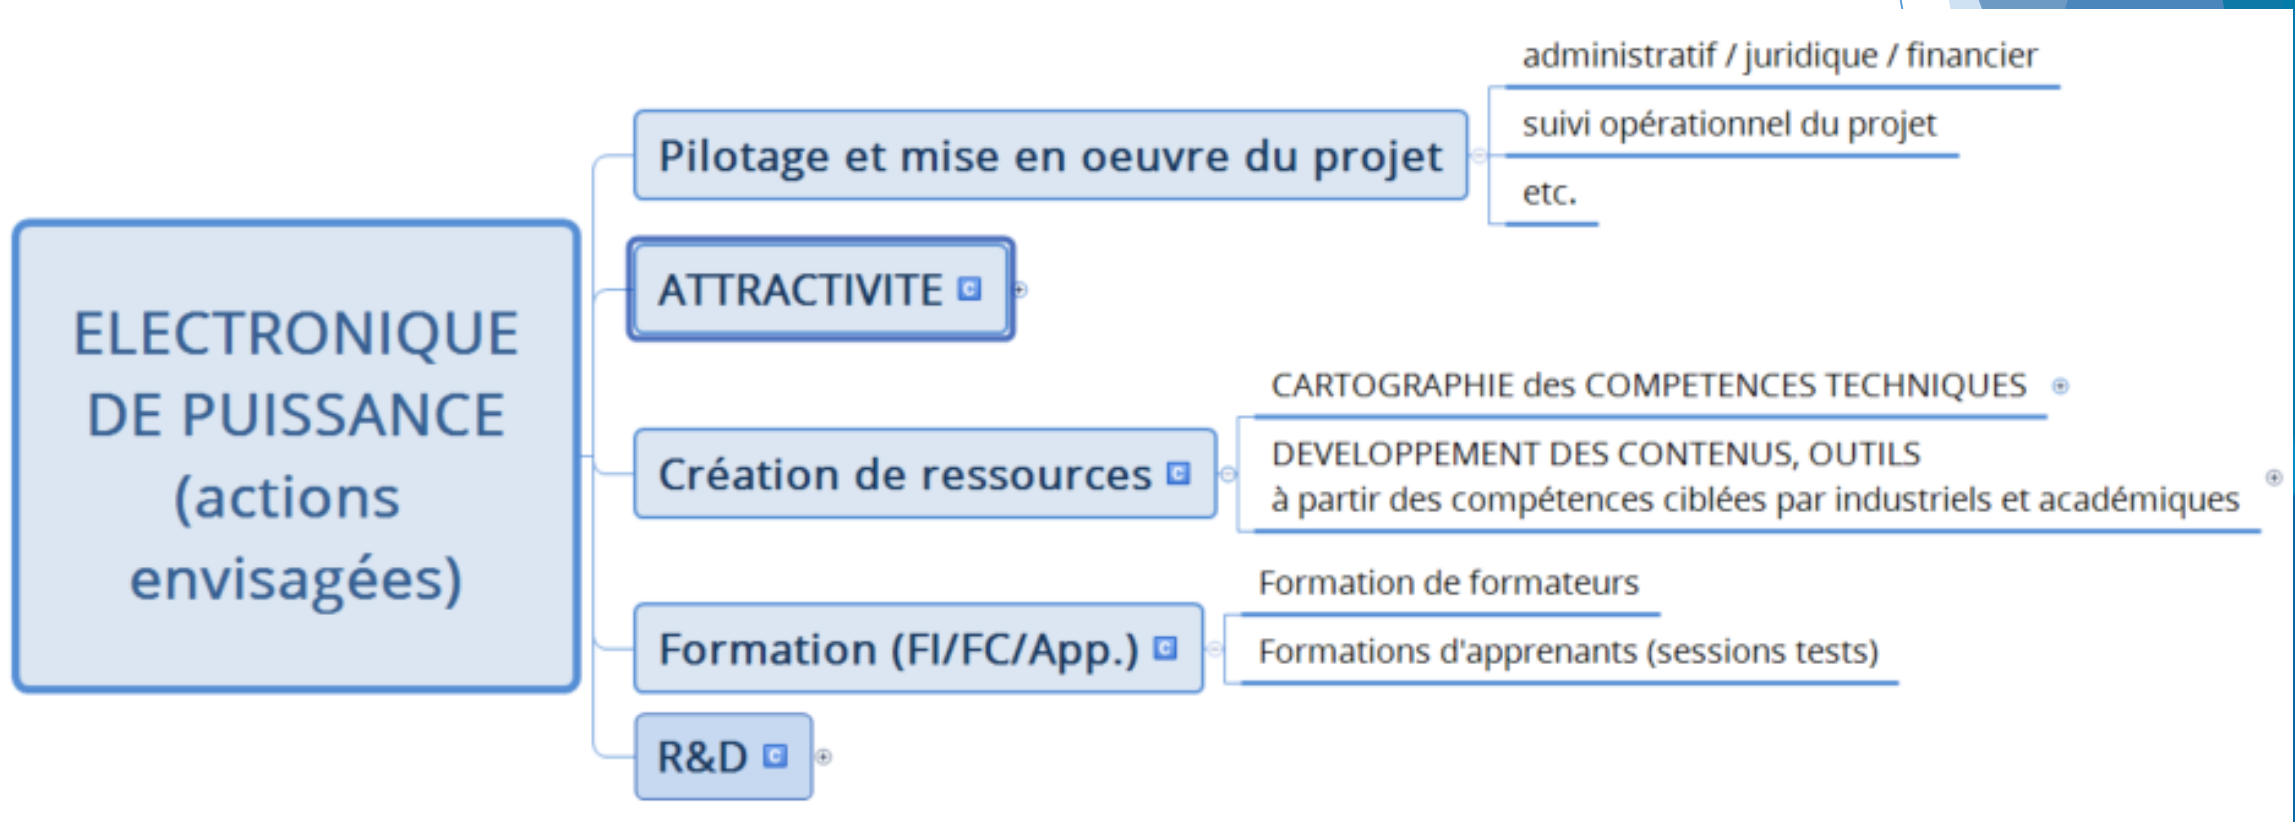 ELECTRONIQUE
DE PUISSANCE
(actions
envisagées)
Pilotage et mise en oeuvre du projet
administratif / juridique / financier
suivi opérationnel du projet
etc.
ATTRACTIVITE C
Création de ressources C
CARTOGRAPHIE des COMPETENCES TECHNIQUES
DEVELOPPEMENT DES CONTENUS, OUTILS
à partir des compétences ciblées par industriels et académiques
Formation (FI/FC/App.) C
Formation de formateurs
Formations d'apprenants (sessions tests)
R&D C